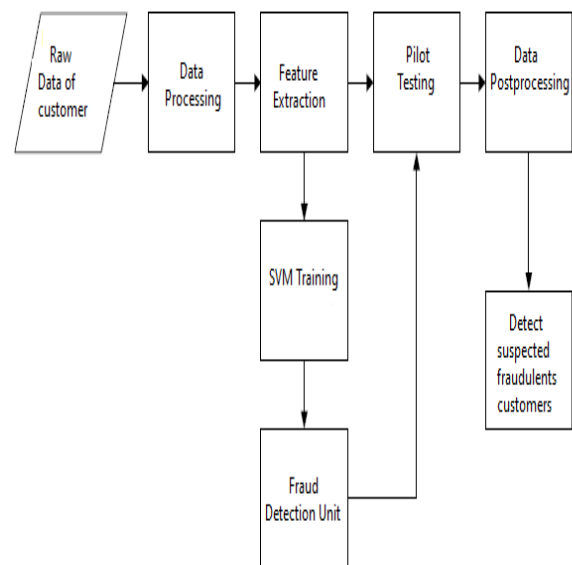 Raw
Data of
customer
Data
Processing
Feature
Extraction
Pilot
Testing
Data
Postprocessing
SVM Training
Detect
suspected
fraudulents
customers
Fraud
Detection Unit